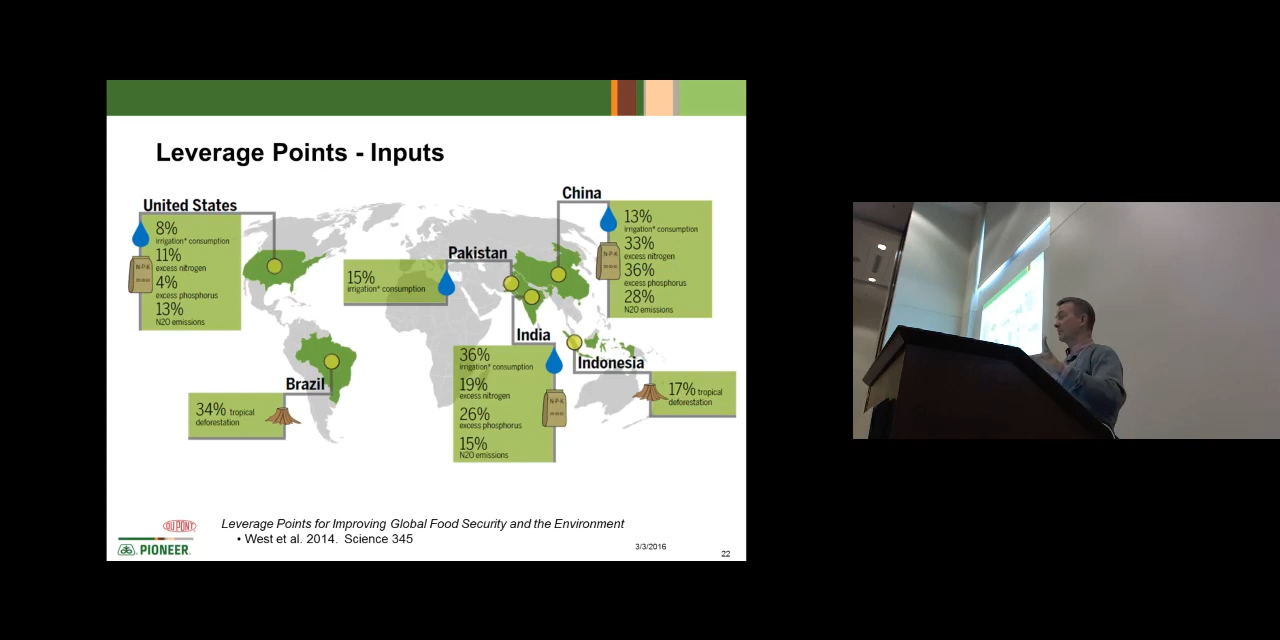 Leverage Points - Inputs
United States
8%
irrigation* consumption
11%
excess nitrogen
4%
excess phosphorus
13%
N2O emissions
China
13%
irrigation* consumption
33%
excess nitrogen
36%
excess phosphorus
28%
N2O emissions
Pakistan
15%
irrigation* consumption
India
36%
irrigation* consumption
19%
excess nitrogen
26%
excess phosphorus
15%
N2O emissions
Indonesia
17% tropical
deforestation
Brazil
34% tropical
deforestation
N-P-K
N-P-K
N-P-K
Leverage Points for Improving Global Food Security and the Environment
• West et al. 2014. Science 345
DUPONT
PIONEER.
3/3/2016
22